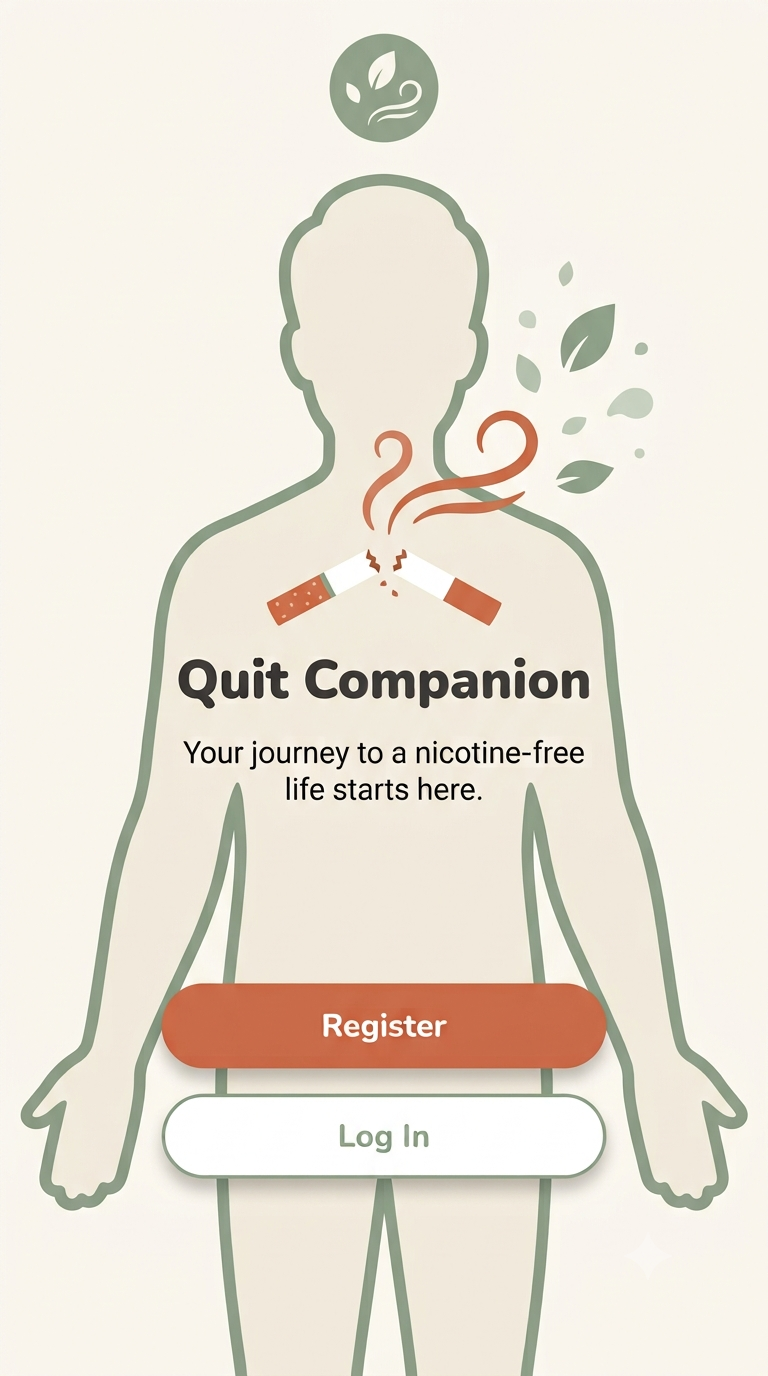 Quit Companion
Your journey to a nicotine-free
life starts here.
Register
Log In